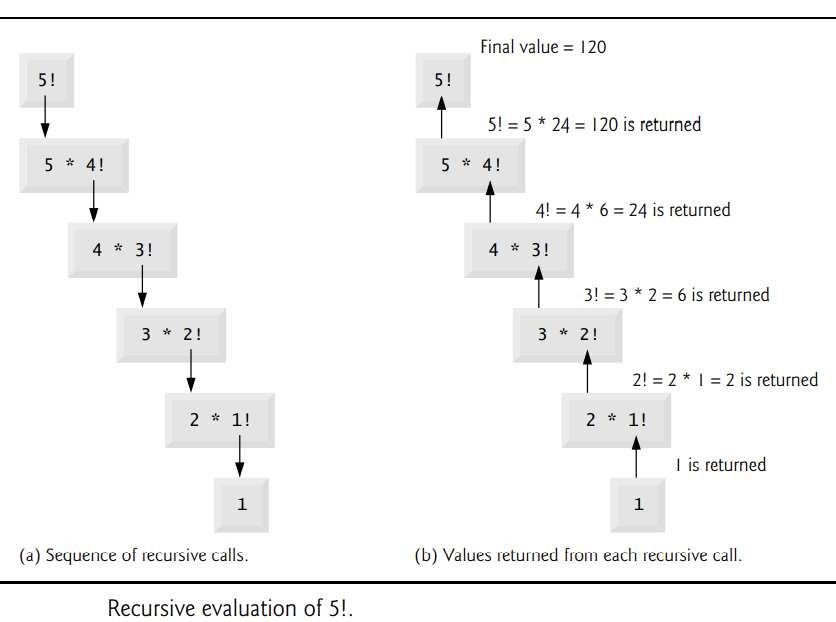 5!
5 * 4!
4 * 3!
3 * 2!
2 * 1!
1
(a) Sequence of recursive calls.
Final value = 120
5!
5! = 5 * 24 = 120 is returned
5 * 4!
4! = 4 * 6 = 24 is returned
4 * 3!
3! = 3 * 2 = 6 is returned
3 * 2!
2! = 2 * 1 = 2 is returned
2 * 1!
1 is returned
1
(b) Values returned from each recursive call.
Recursive evaluation of 5!.